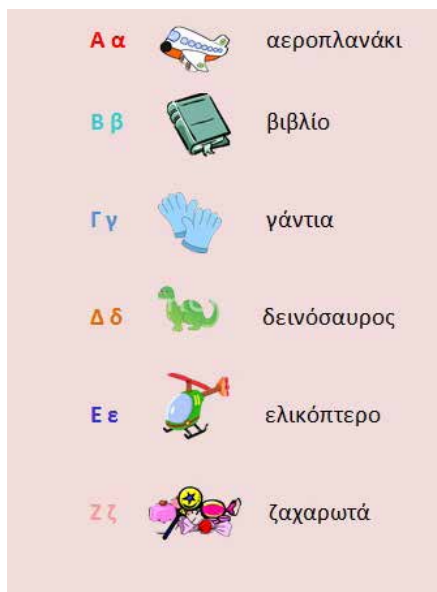 Α α αεροπλανάκι
Β β βιβλίο
Γ γ γάντια
Δ δ δεινόσαυρος
Ε ε ελικόπτερο
Ζ ζ ζαχαρωτά